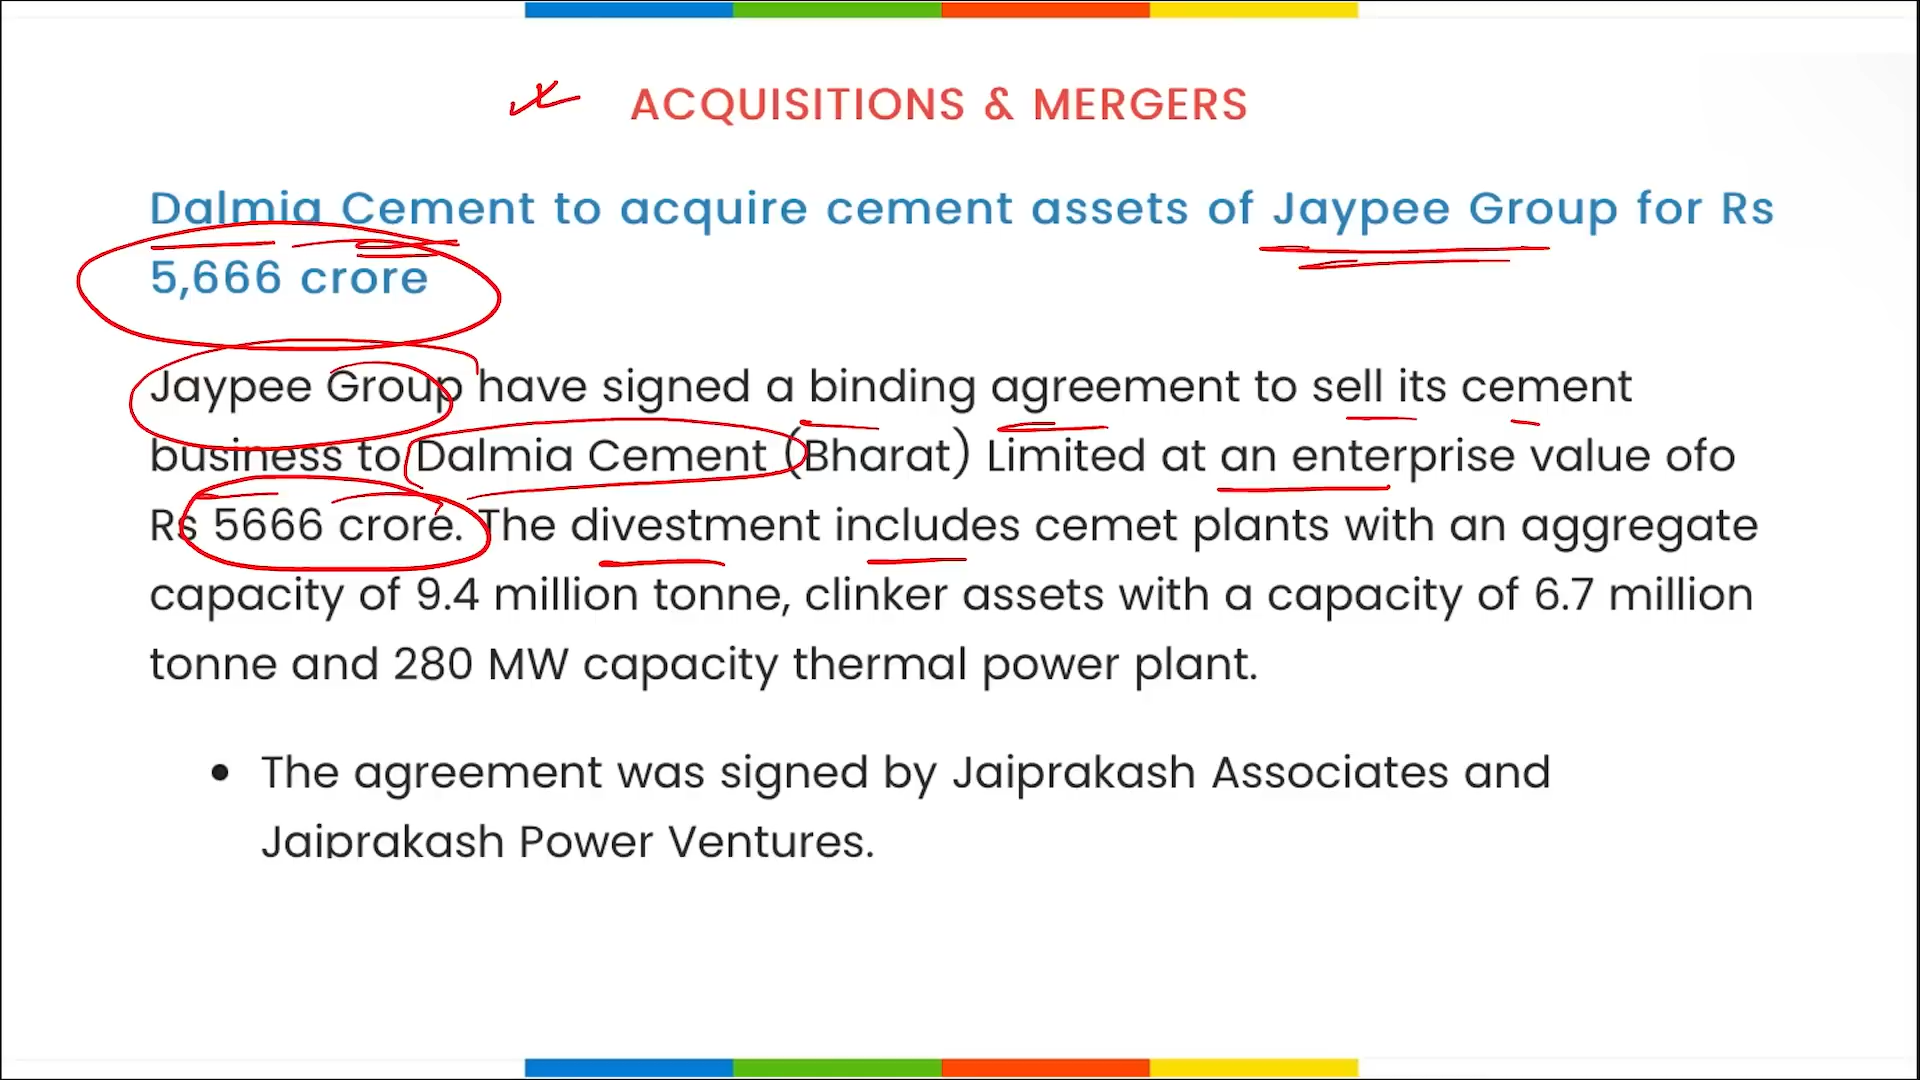 ACQUISITIONS & MERGERS
Dalmia Cement to acquire cement assets of Jaypee Group for Rs
5,666 crore
Jaypee Group have signed a binding agreement to sell its cement
business to Dalmia Cement (Bharat) Limited at an enterprise value ofo
Rs 5666 crore. The divestment includes cemet plants with an aggregate
capacity of 9.4 million tonne, clinker assets with a capacity of 6.7 million
tonne and 280 MW capacity thermal power plant.
• The agreement was signed by Jaiprakash Associates and
Jaiprakash Power Ventures.